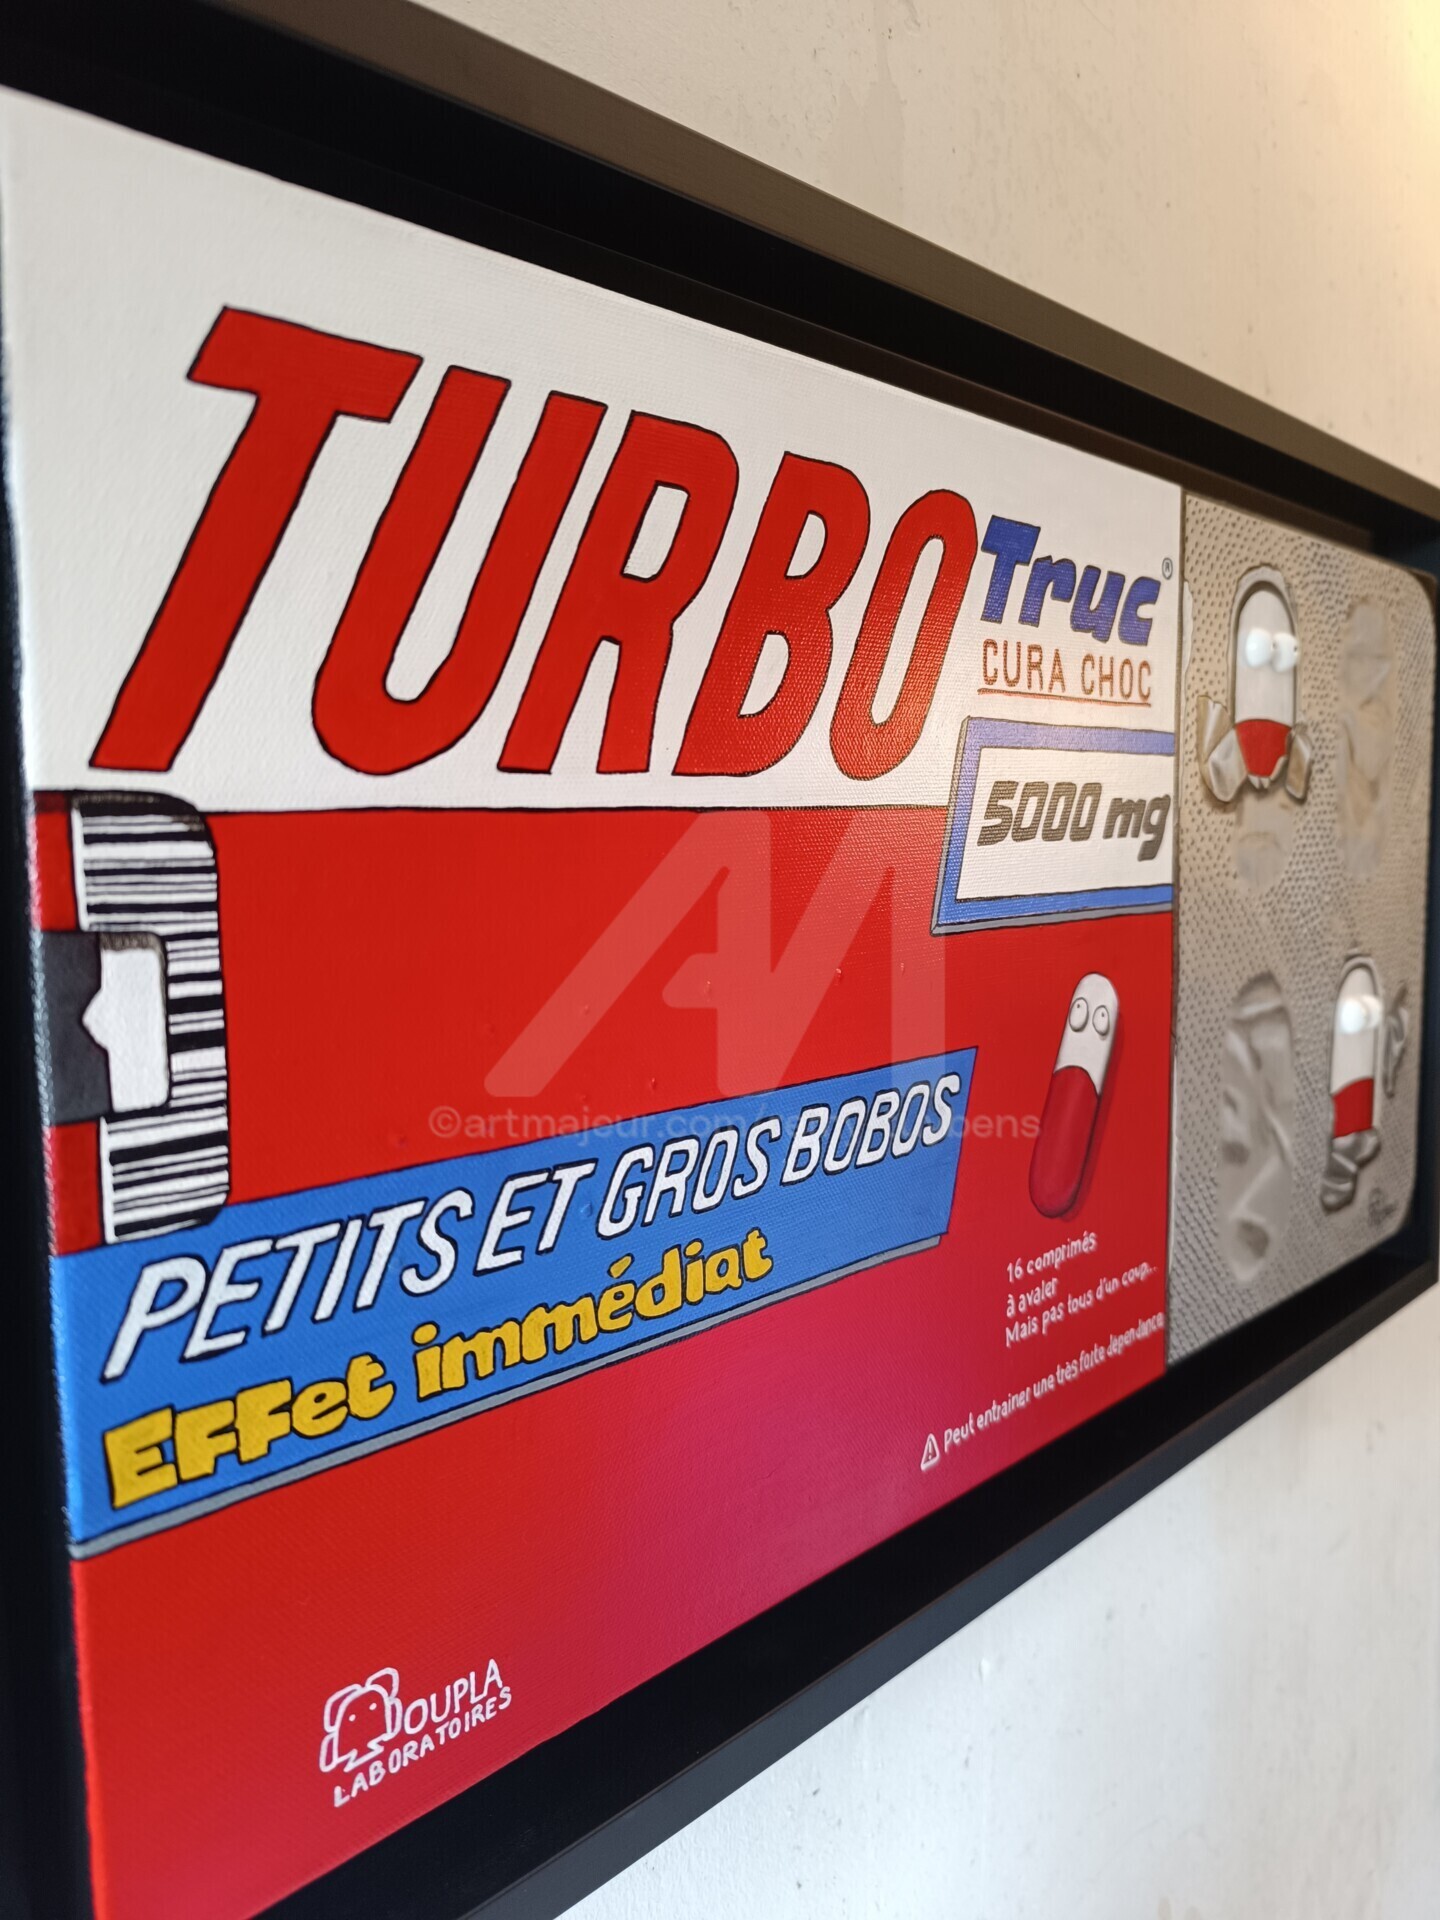 TURBO
Truc®
CURA CHOC
5000 mg
PETITS ET GROS BOBOS
Effet immédiat
16 comprimés
à avaler
Mais pas tous d'un coup...
⚠ Peut entrainer une très forte dépendance
OUPLA
LABORATOIRES
©artmajeur.com/